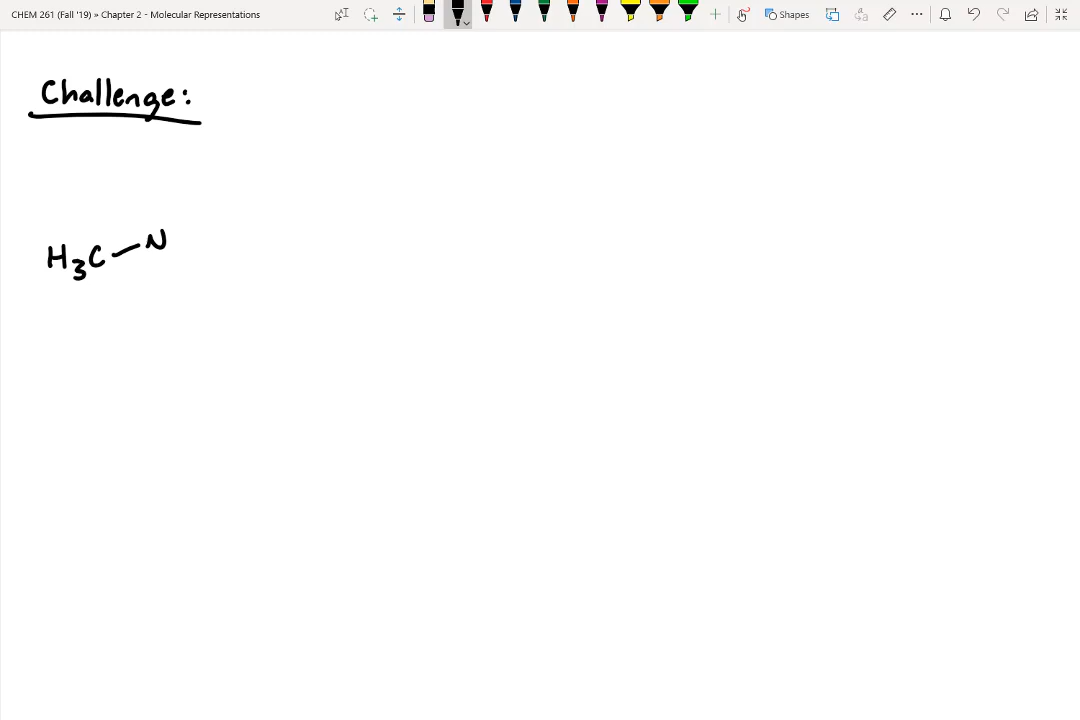 CHEM 261 (Fall '19) » Chapter 2 - Molecular Representations Shapes
Challenge:
H₃C—N